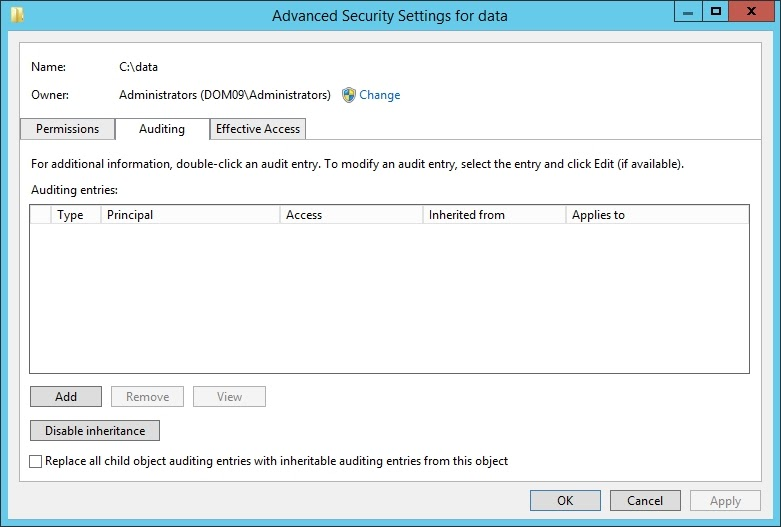 Advanced Security Settings for data
Name: C:\data
Owner: Administrators (DOM09\Administrators) Change
Permissions Auditing Effective Access
For additional information, double-click an audit entry. To modify an audit entry, select the entry and click Edit (if available).
Auditing entries:
Type Principal Access Inherited from Applies to
Add Remove View
Disable inheritance
Replace all child object auditing entries with inheritable auditing entries from this object
OK Cancel Apply